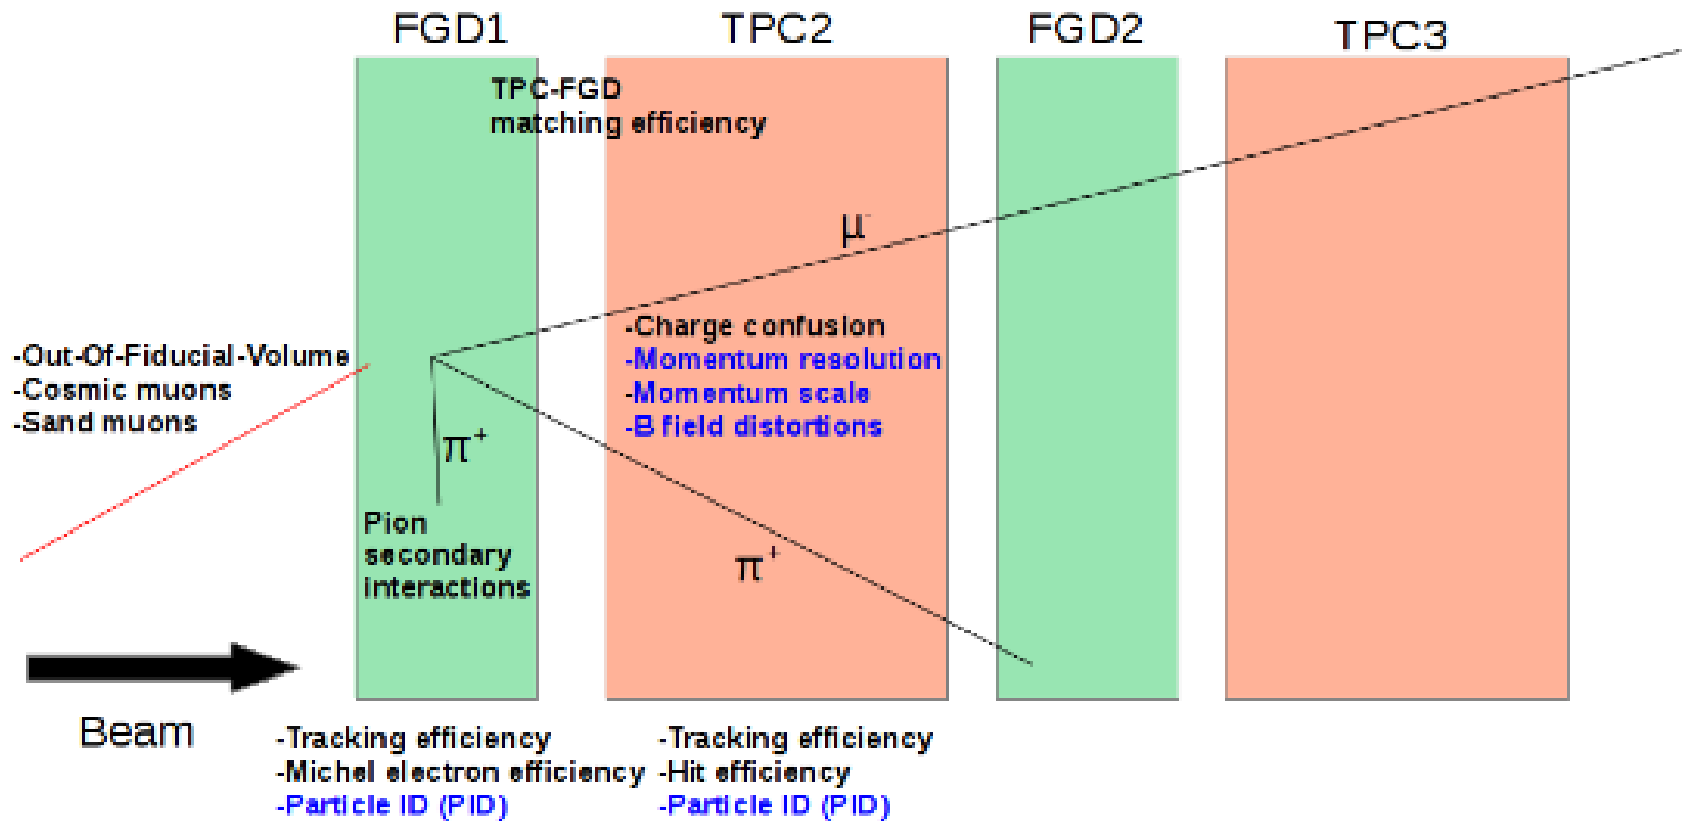 FGD1
TPC2
FGD2
TPC3
TPC-FGD
matching efficiency
μ-
-Out-Of-Fiducial-Volume
-Cosmic muons
-Sand muons
-Charge confusion
-Momentum resolution
-Momentum scale
-B field distortions
π+
Pion
secondary
interactions
π+
Beam
-Tracking efficiency
-Michel electron efficiency
-Particle ID (PID)
-Tracking efficiency
-Hit efficiency
-Particle ID (PID)